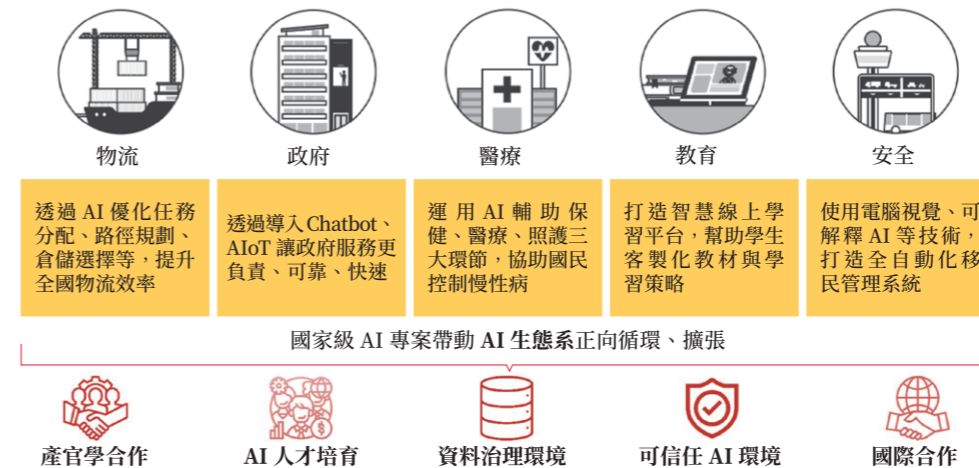 物流
政府
醫療
教育
安全
透過 AI 優化任務
分配、路徑規劃、
倉儲選擇等，提升
全國物流效率
透過導入 Chatbot、
AIoT 讓政府服務更
負責、可靠、快速
運用 AI 輔助保
健、醫療、照護三
大環節，協助國民
控制慢性病
打造智慧線上學
習平台，幫助學生
客製化教材與學
習策略
使用電腦視覺、可
解釋 AI 等技術，
打造全自動化移
民管理系統
國家級 AI 專案帶動 AI 生態系正向循環、擴張
產官學合作
AI 人才培育
資料治理環境
可信任 AI 環境
國際合作